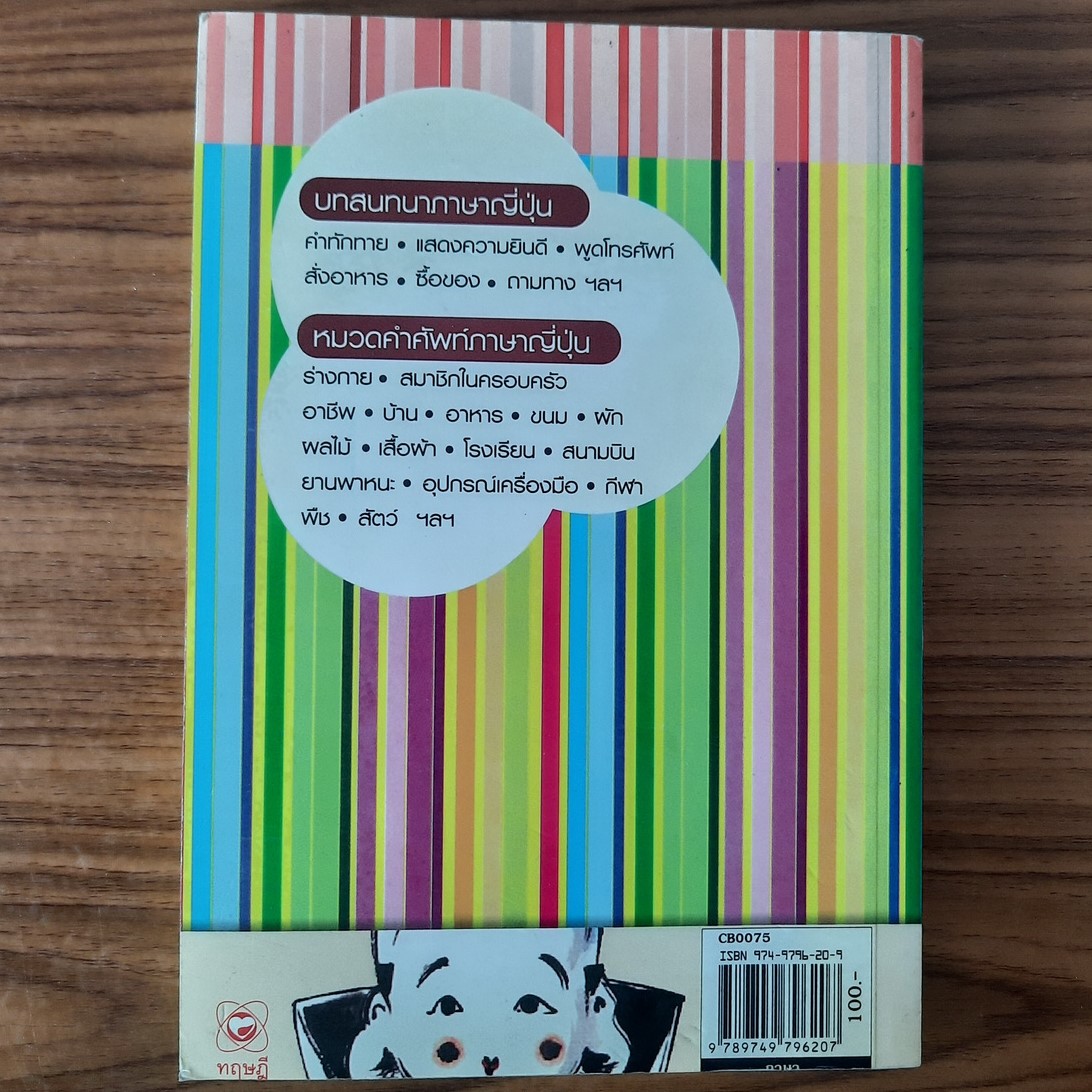 บทสนทนาภาษาญี่ปุ่น
คำทักทาย • แสดงความยินดี • พูดโทรศัพท์
สั่งอาหาร • ซื้อของ • ถามทาง ฯลฯ
หมวดคำศัพท์ภาษาญี่ปุ่น
ร่างกาย • สมาชิกในครอบครัว
อาชีพ • บ้าน • อาหาร • ขนม • ผัก
ผลไม้ • เสื้อผ้า • โรงเรียน • สนามบิน
ยานพาหนะ • อุปกรณ์เครื่องมือ • กีฬา
พืช • สัตว์ ฯลฯ
CB0075
ISBN 974-9796-20-9
100.-
9 789749 796207
ทฤษฎี